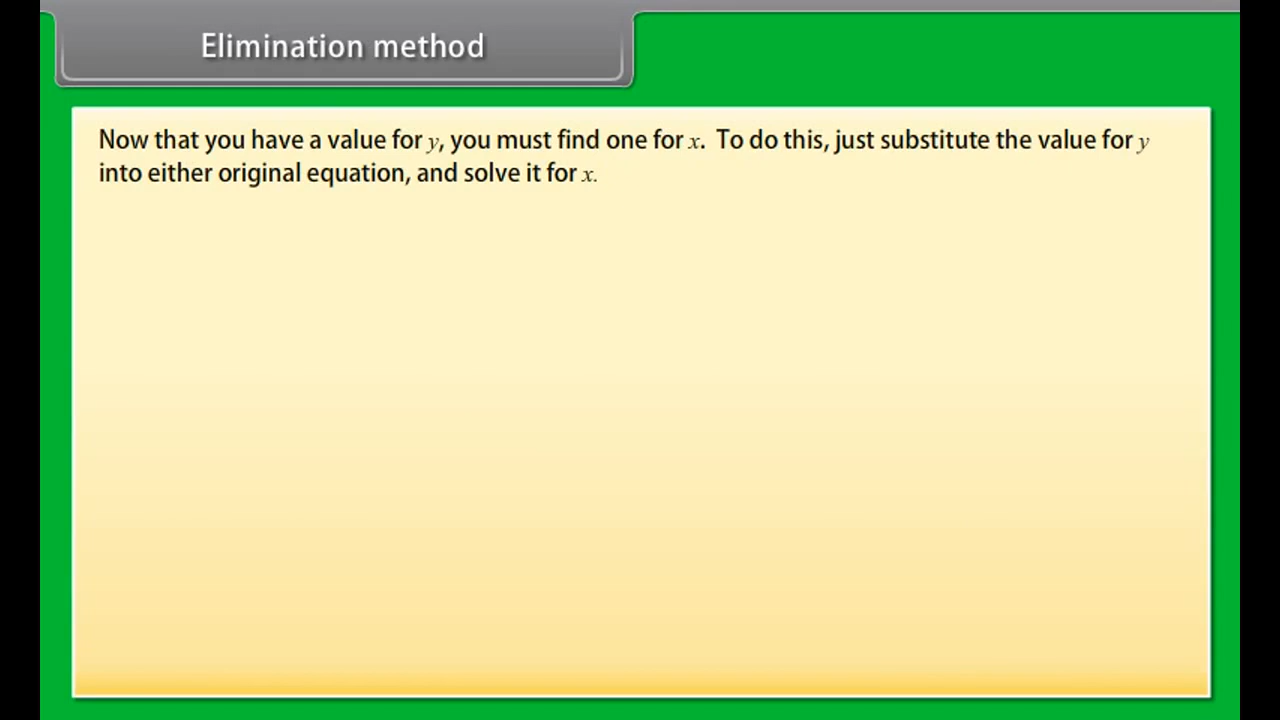 Elimination method
Now that you have a value for y, you must find one for x. To do this, just substitute the value for y
into either original equation, and solve it for x.